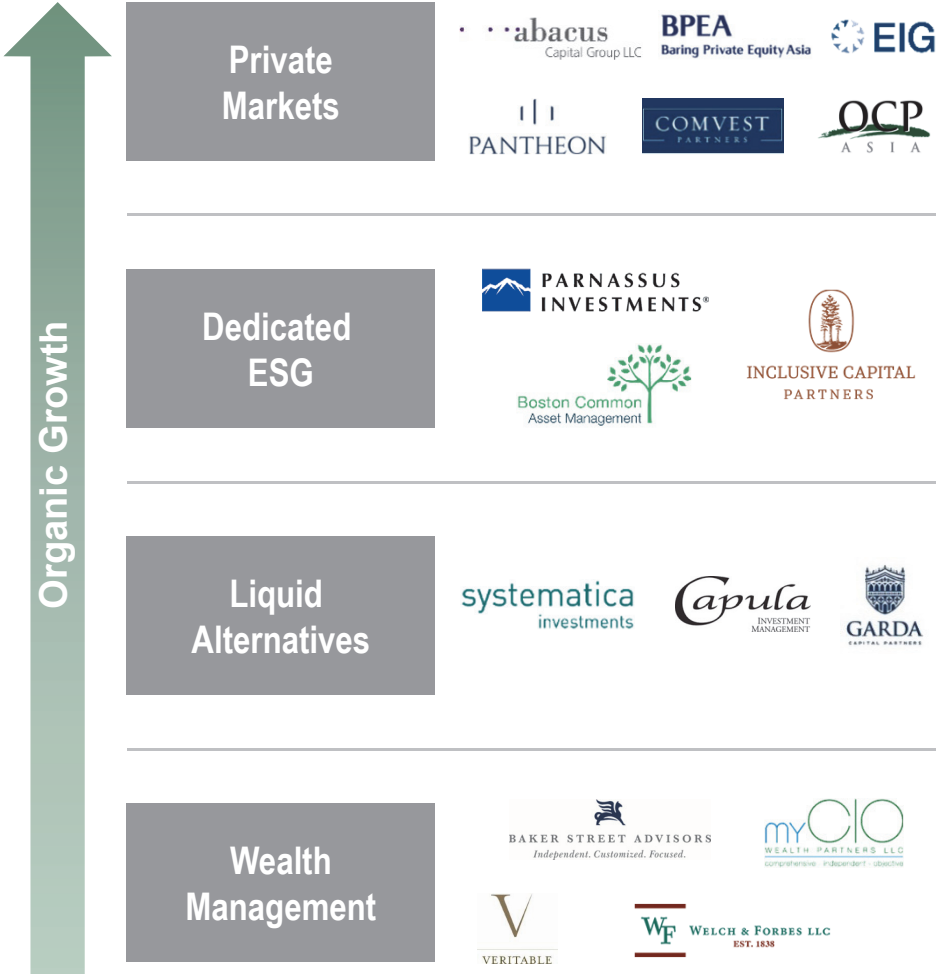 Organic Growth
Private
Markets
abacus
Capital Group LLC
BPEA
Baring Private Equity Asia
EIG
PANTHEON
COMVEST
PARTNERS
OCP
ASIA
Dedicated
ESG
PARNASSUS
INVESTMENTS®
Boston Common
Asset Management
INCLUSIVE CAPITAL
PARTNERS
Liquid
Alternatives
systematica
investments
Capula
INVESTMENT
MANAGEMENT
GARDA
CAPITAL PARTNERS
Wealth
Management
BAKER STREET ADVISORS
Independent. Customized. Focused.
myCIO
WEALTH PARTNERS LLC
comprehensive · independent · objective
V
VERITABLE
WF WELCH & FORBES LLC
EST. 1838